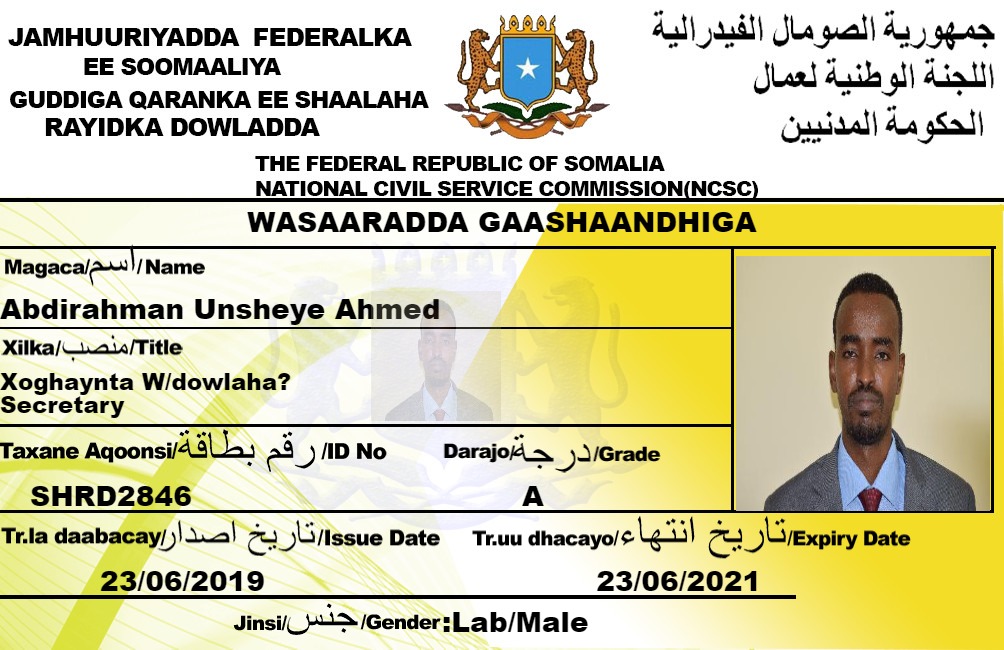 JAMHUURIYADDA FEDERALKA
EE SOOMAALIYA
GUDDIGA QARANKA EE SHAALAHA
RAYIDKA DOWLADDA
جمهورية الصومال الفيدرالية
اللجنة الوطنية لعمال
الحكومة المدنيين
THE FEDERAL REPUBLIC OF SOMALIA
NATIONAL CIVIL SERVICE COMMISSION(NCSC)
WASAARADDA GAASHAANDHIGA
Magaca/اسم/Name
Abdirahman Unsheye Ahmed
Xilka/منصب/Title
Xoghaynta W/dowlaha?
Secretary
Taxane Aqoonsi/رقم بطاقة/ID No
Darajo/درجة/Grade
SHRD2846
A
Tr.la daabacay/تاريخ اصدار/Issue Date
Tr.uu dhacayo/تاريخ انتهاء/Expiry Date
23/06/2019
23/06/2021
Jinsi/جنس/Gender:Lab/Male